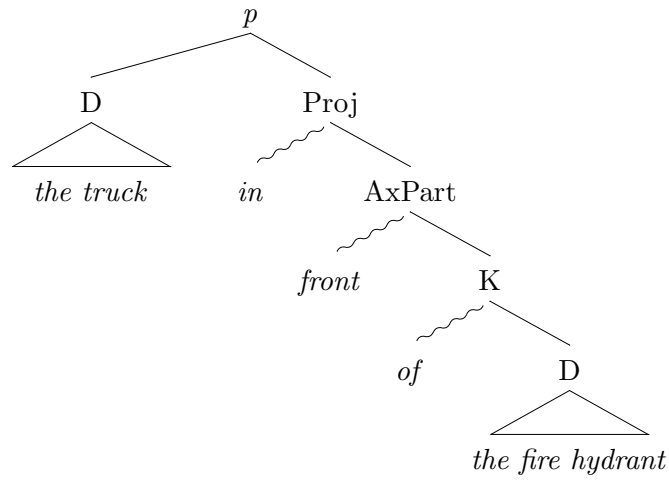 p
D Proj
the truck in AxPart
front K
of D
the fire hydrant